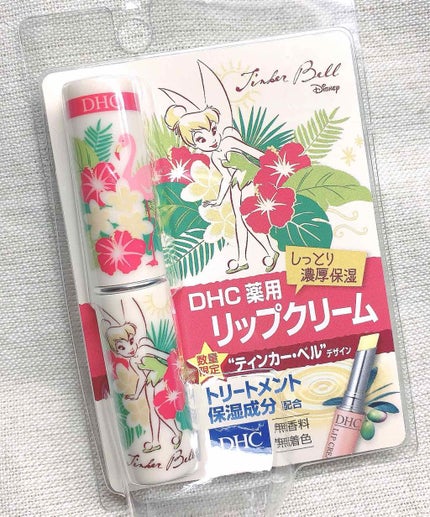 DHC
Tinker Bell
Disney
しっとり
濃厚保湿
DHC 薬用
リップクリーム
数量
限定
"ティンカー・ベル"デザイン
トリートメント
保湿成分 配合
DHC
無香料
無着色
DHC
LIP CREAM
Tinker Bell